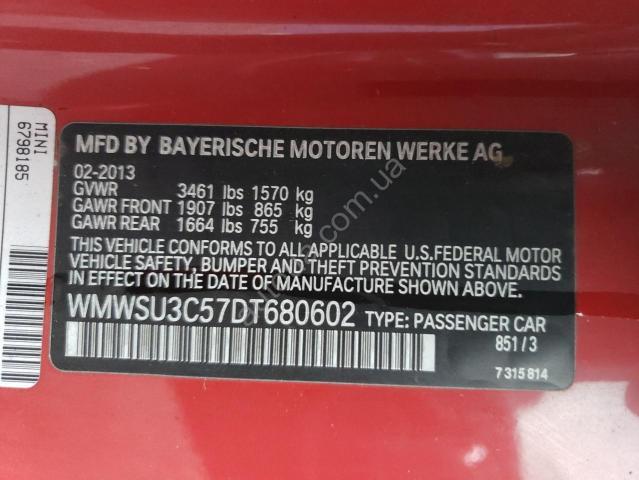 MFD BY BAYERISCHE MOTOREN WERKE AG
02-2013
GVWR 3461 lbs 1570 kg
GAWR FRONT 1907 lbs 865 kg
GAWR REAR 1664 lbs 755 kg
THIS VEHICLE CONFORMS TO ALL APPLICABLE U.S.FEDERAL MOTOR
VEHICLE SAFETY, BUMPER AND THEFT PREVENTION STANDARDS
IN EFFECT ON THE DATE OF MANUFACTURE SHOWN ABOVE.
WMWSU3C57DT680602 TYPE: PASSENGER CAR
851/3
7315814
MINI
6798185